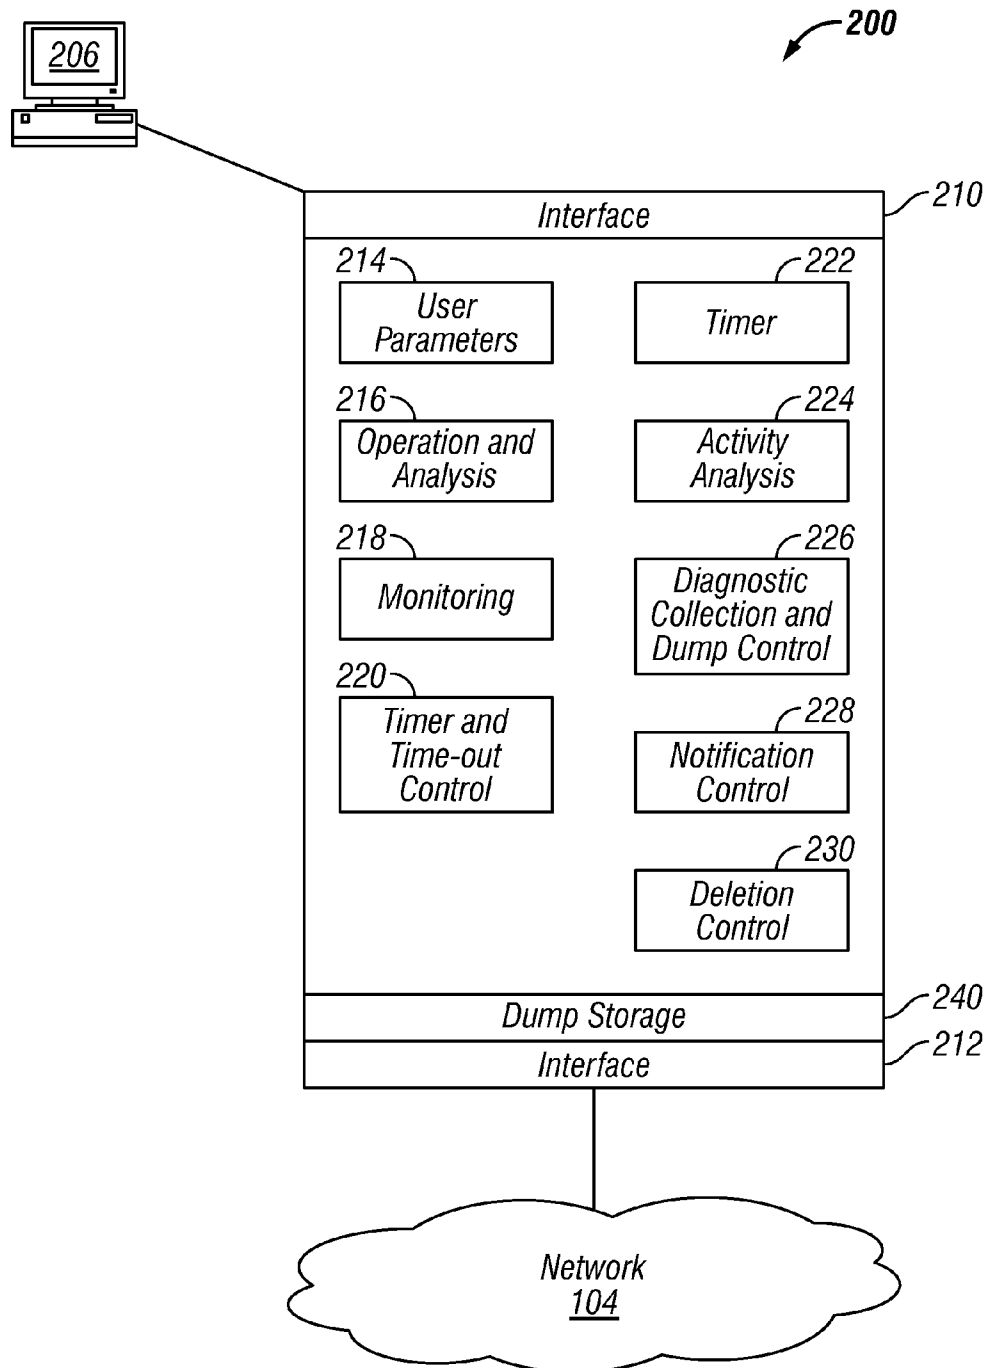 200
206
210
Interface
214
User
Parameters
222
Timer
216
Operation and
Analysis
224
Activity
Analysis
218
Monitoring
226
Diagnostic
Collection and
Dump Control
220
Timer and
Time-out
Control
228
Notification
Control
230
Deletion
Control
240
Dump Storage
212
Interface
Network
104